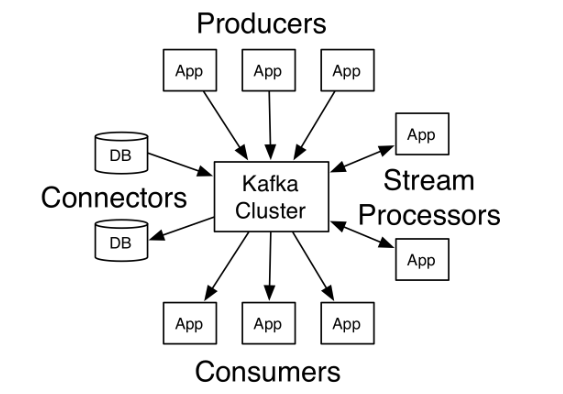 Producers
App
App
App
DB
App
Connectors
Kafka
Cluster
Stream
Processors
DB
App
App
App
App
Consumers